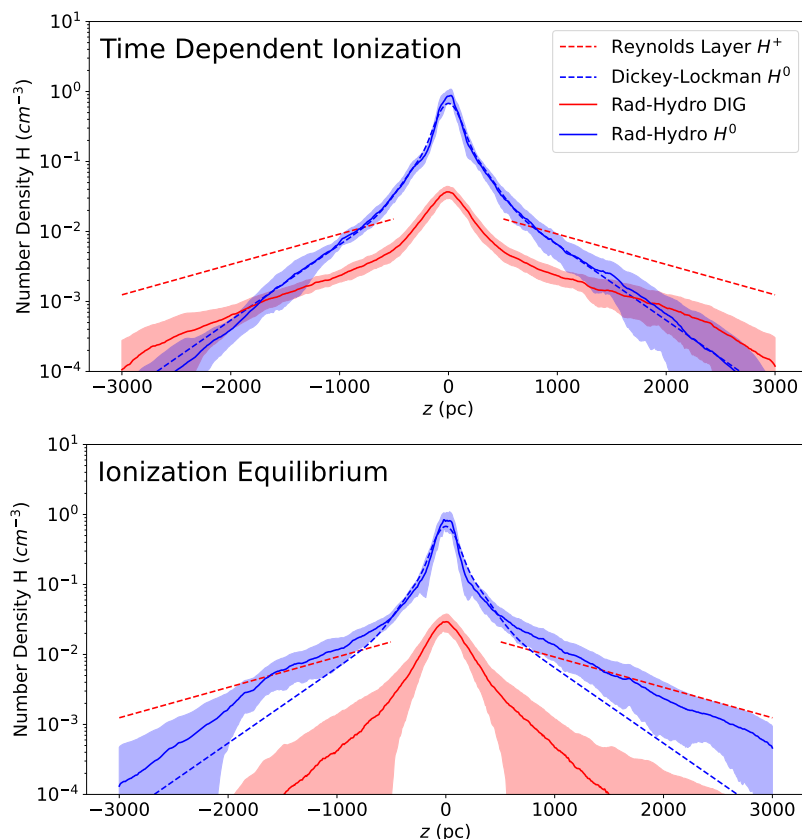 Time Dependent Ionization
Reynolds Layer H⁺
Dickey-Lockman H⁰
Rad-Hydro DIG
Rad-Hydro H⁰
Number Density H (cm⁻³)
10¹
10⁰
10⁻¹
10⁻²
10⁻³
10⁻⁴
−3000 −2000 −1000 0 1000 2000 3000
z (pc)
Ionization Equilibrium
Number Density H (cm⁻³)
10¹
10⁰
10⁻¹
10⁻²
10⁻³
10⁻⁴
−3000 −2000 −1000 0 1000 2000 3000
z (pc)